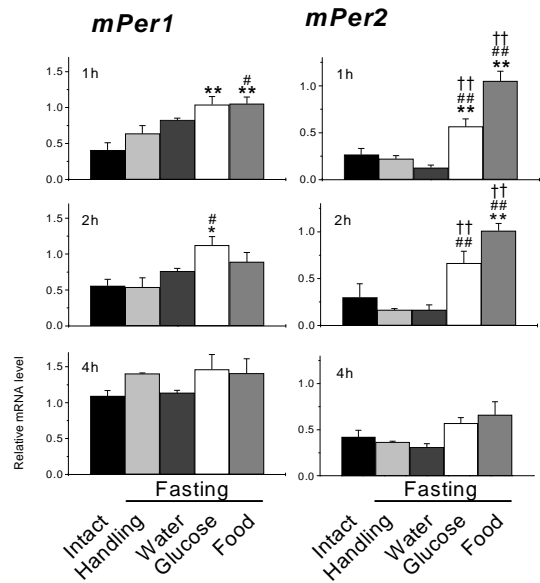 mPer1
mPer2
1h
1.5
1.0
0.5
0.0
**
#
**
1h
1.0
0.5
0.0
††
##
**
††
##
**
2h
1.5
1.0
0.5
0.0
#
*
2h
1.0
0.5
0.0
††
##
††
##
**
4h
1.5
1.0
0.5
0.0
4h
1.0
0.5
0.0
Relative mRNA level
Fasting
Intact
Handling
Water
Glucose
Food
Fasting
Intact
Handling
Water
Glucose
Food